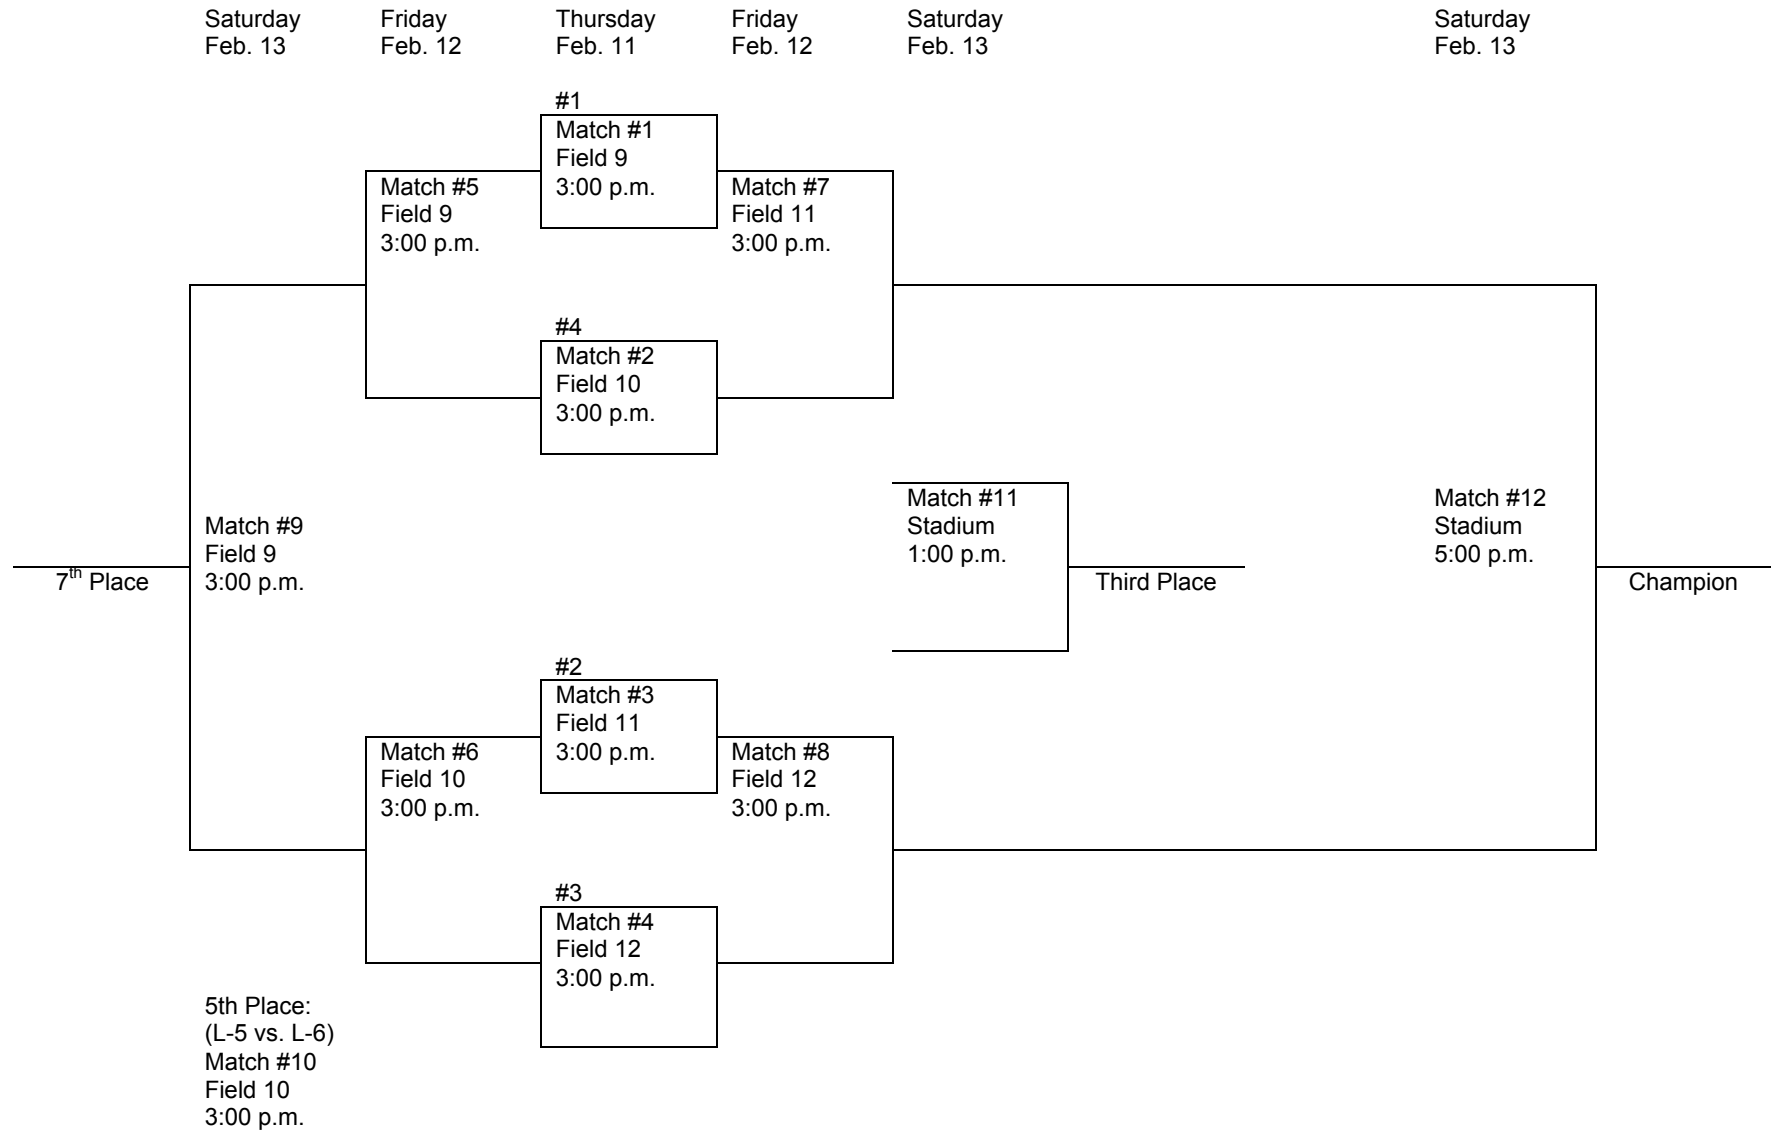 Saturday
Feb. 13
Friday
Feb. 12
Thursday
Feb. 11
Friday
Feb. 12
Saturday
Feb. 13
Saturday
Feb. 13
#1
Match #1
Field 9
3:00 p.m.
Match #5
Field 9
3:00 p.m.
Match #7
Field 11
3:00 p.m.
#4
Match #2
Field 10
3:00 p.m.
Match #9
Field 9
3:00 p.m.
7th Place
Match #11
Stadium
1:00 p.m.
Third Place
Match #12
Stadium
5:00 p.m.
Champion
#2
Match #3
Field 11
3:00 p.m.
Match #6
Field 10
3:00 p.m.
Match #8
Field 12
3:00 p.m.
#3
Match #4
Field 12
3:00 p.m.
5th Place:
(L-5 vs. L-6)
Match #10
Field 10
3:00 p.m.